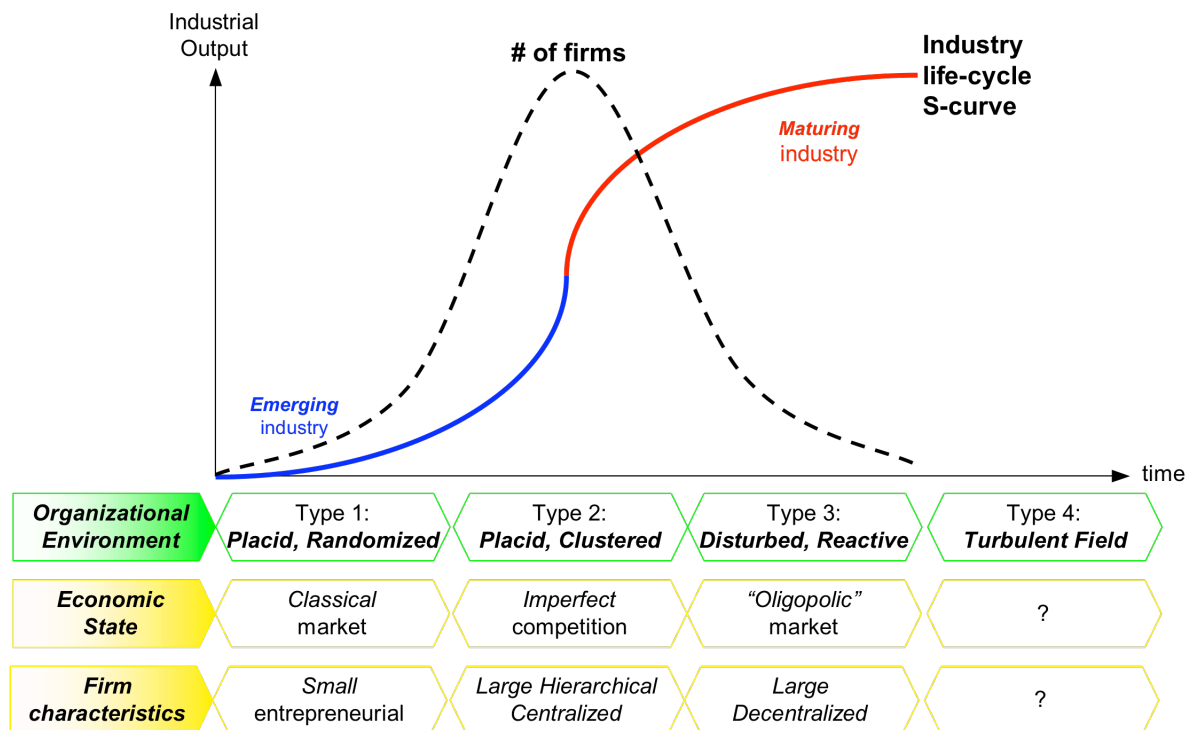 Industrial
Output
# of firms
Industry
life-cycle
S-curve
Maturing
industry
Emerging
industry
time
Organizational
Environment
Type 1:
Placid, Randomized
Type 2:
Placid, Clustered
Type 3:
Disturbed, Reactive
Type 4:
Turbulent Field
Economic
State
Classical
market
Imperfect
competition
“Oligopolic”
market
?
Firm
characteristics
Small
entrepreneurial
Large Hierarchical
Centralized
Large
Decentralized
?